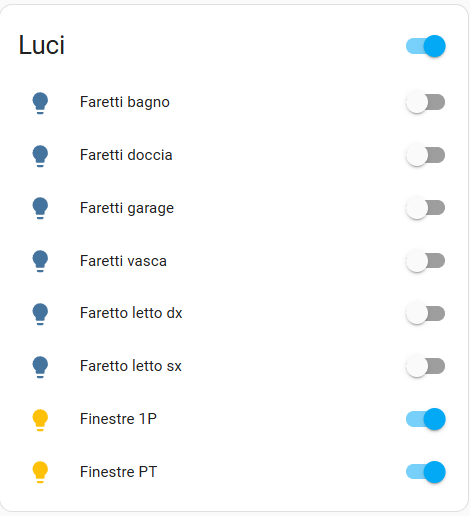 Luci
Faretti bagno
Faretti doccia
Faretti garage
Faretti vasca
Faretto letto dx
Faretto letto sx
Finestre 1P
Finestre PT